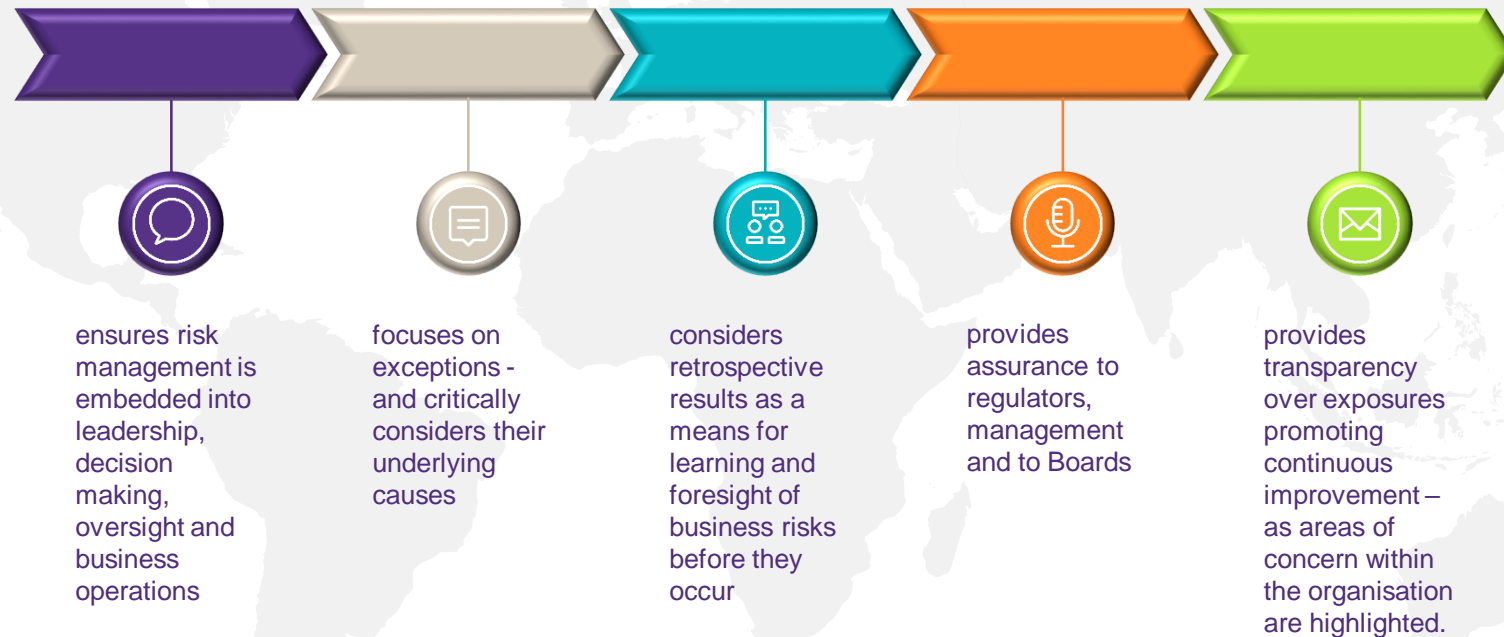 ensures risk
management is
embedded into
leadership,
decision
making,
oversight and
business
operations
focuses on
exceptions -
and critically
considers their
underlying
causes
considers
retrospective
results as a
means for
learning and
foresight of
business risks
before they
occur
provides
assurance to
regulators,
management
and to Boards
provides
transparency
over exposures
promoting
continuous
improvement –
as areas of
concern within
the organisation
are highlighted.